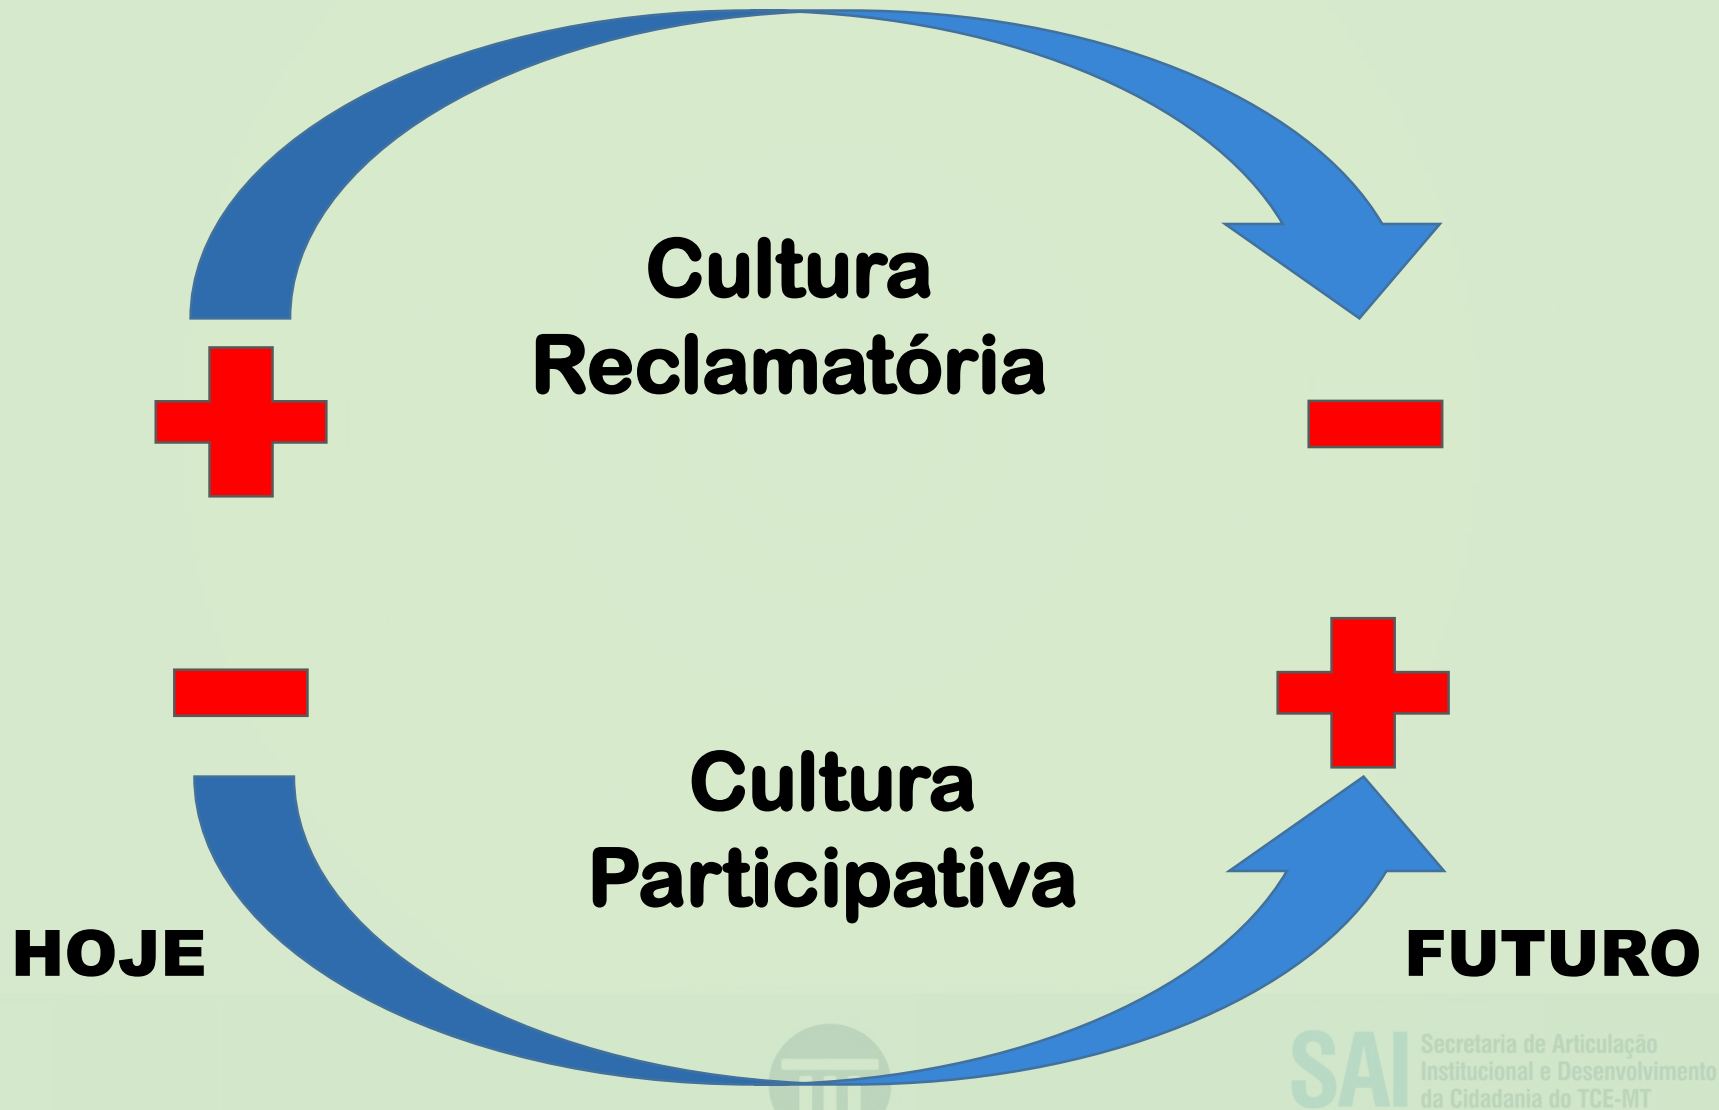 Cultura
Reclamatória
Cultura
Participativa
HOJE
FUTURO
SAI
Secretaria de Articulação
Institucional e Desenvolvimento
da Cidadania do TCE-MT